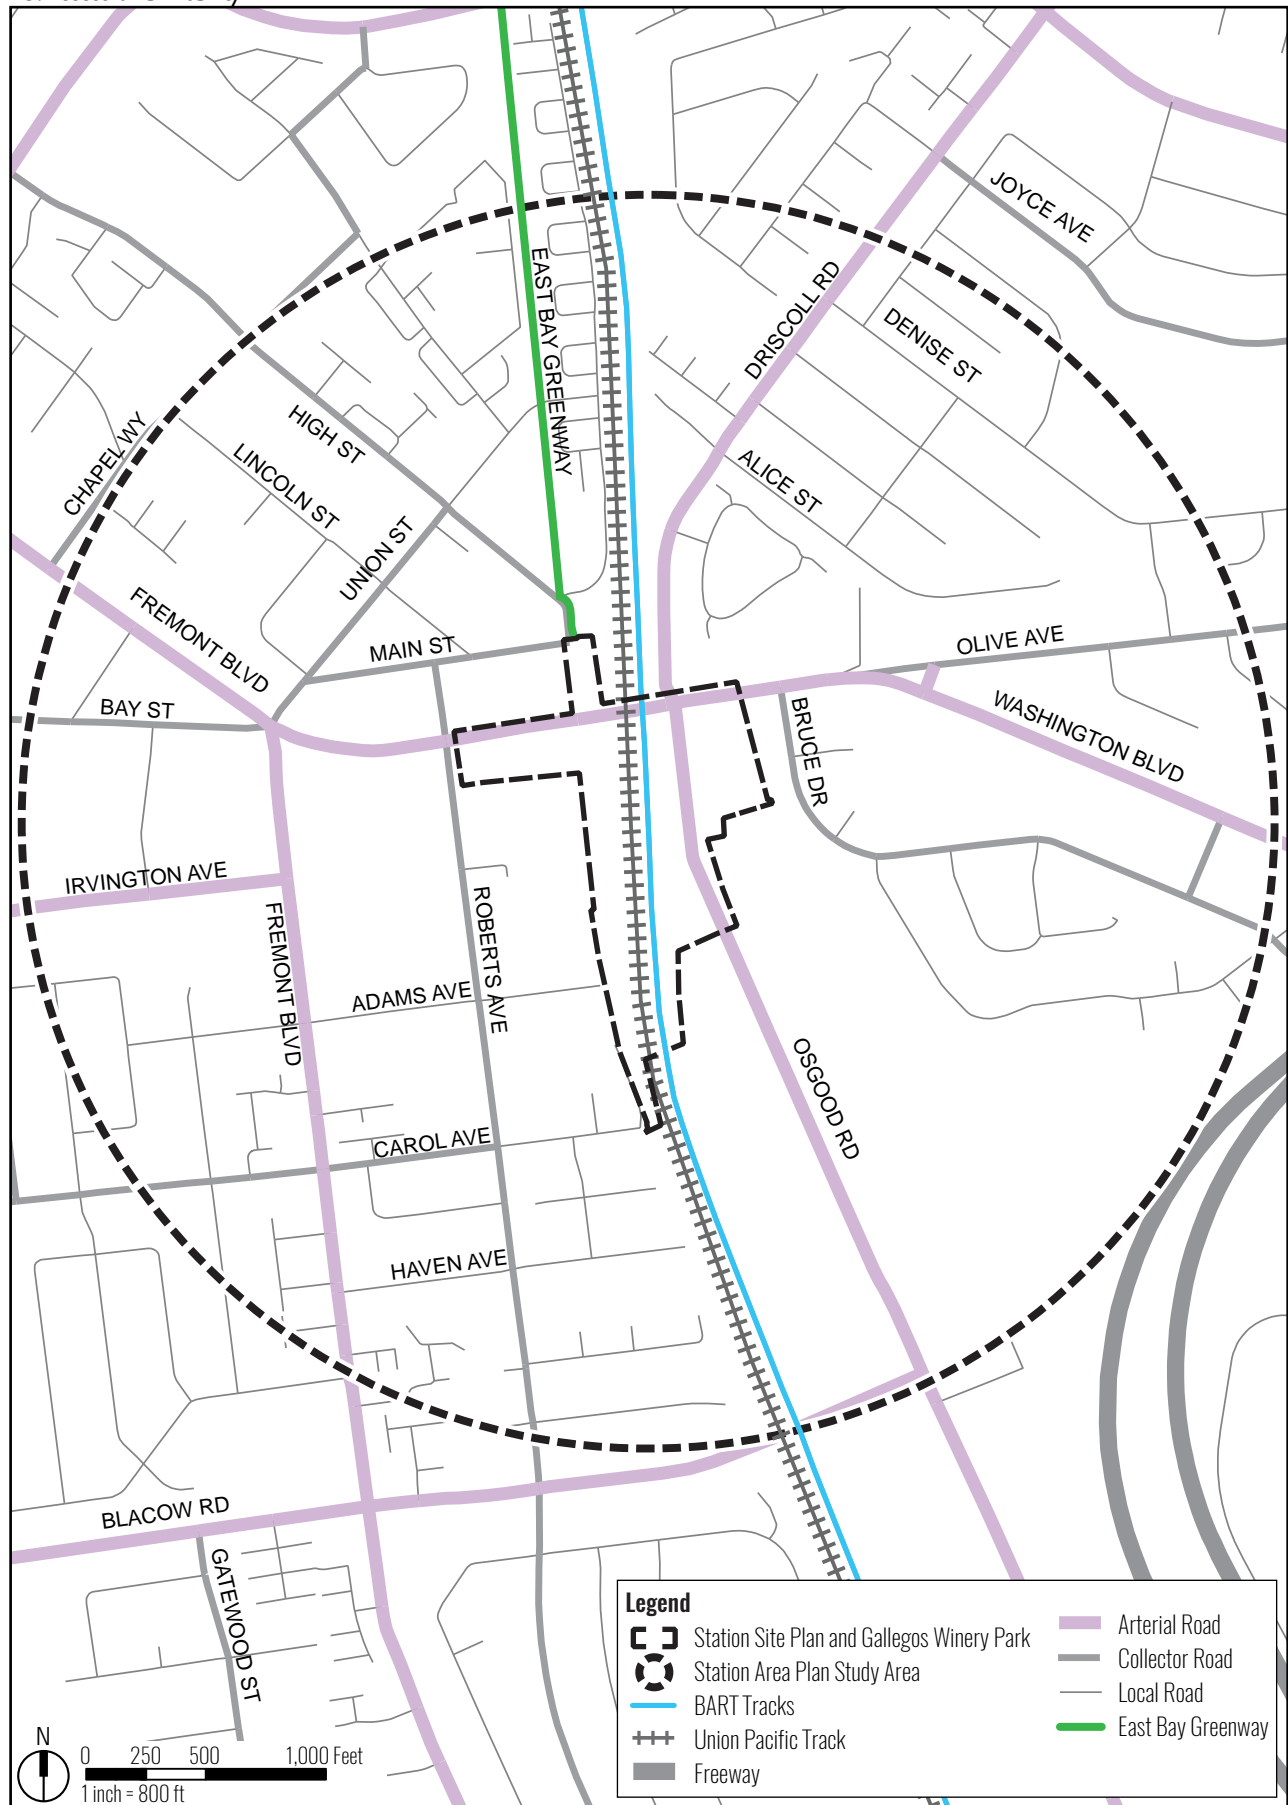 JOYCE AVE
EAST BAY GREENWAY
DRISCOLL RD
DENISE ST
CHAPEL WY
HIGH ST
LINCOLN ST
ALICE ST
UNION ST
FREMONT BLVD
MAIN ST
OLIVE AVE
BAY ST
BRUCE DR
WASHINGTON BLVD
IRVINGTON AVE
FREMONT BLVD
ROBERTS AVE
ADAMS AVE
OSGOOD RD
CAROL AVE
HAVEN AVE
BLACOW RD
GATEWOOD ST
Legend
Station Site Plan and Gallegos Winery Park
Station Area Plan Study Area
BART Tracks
Union Pacific Track
Freeway
Arterial Road
Collector Road
Local Road
East Bay Greenway
N
0 250 500 1,000 Feet
1 inch = 800 ft